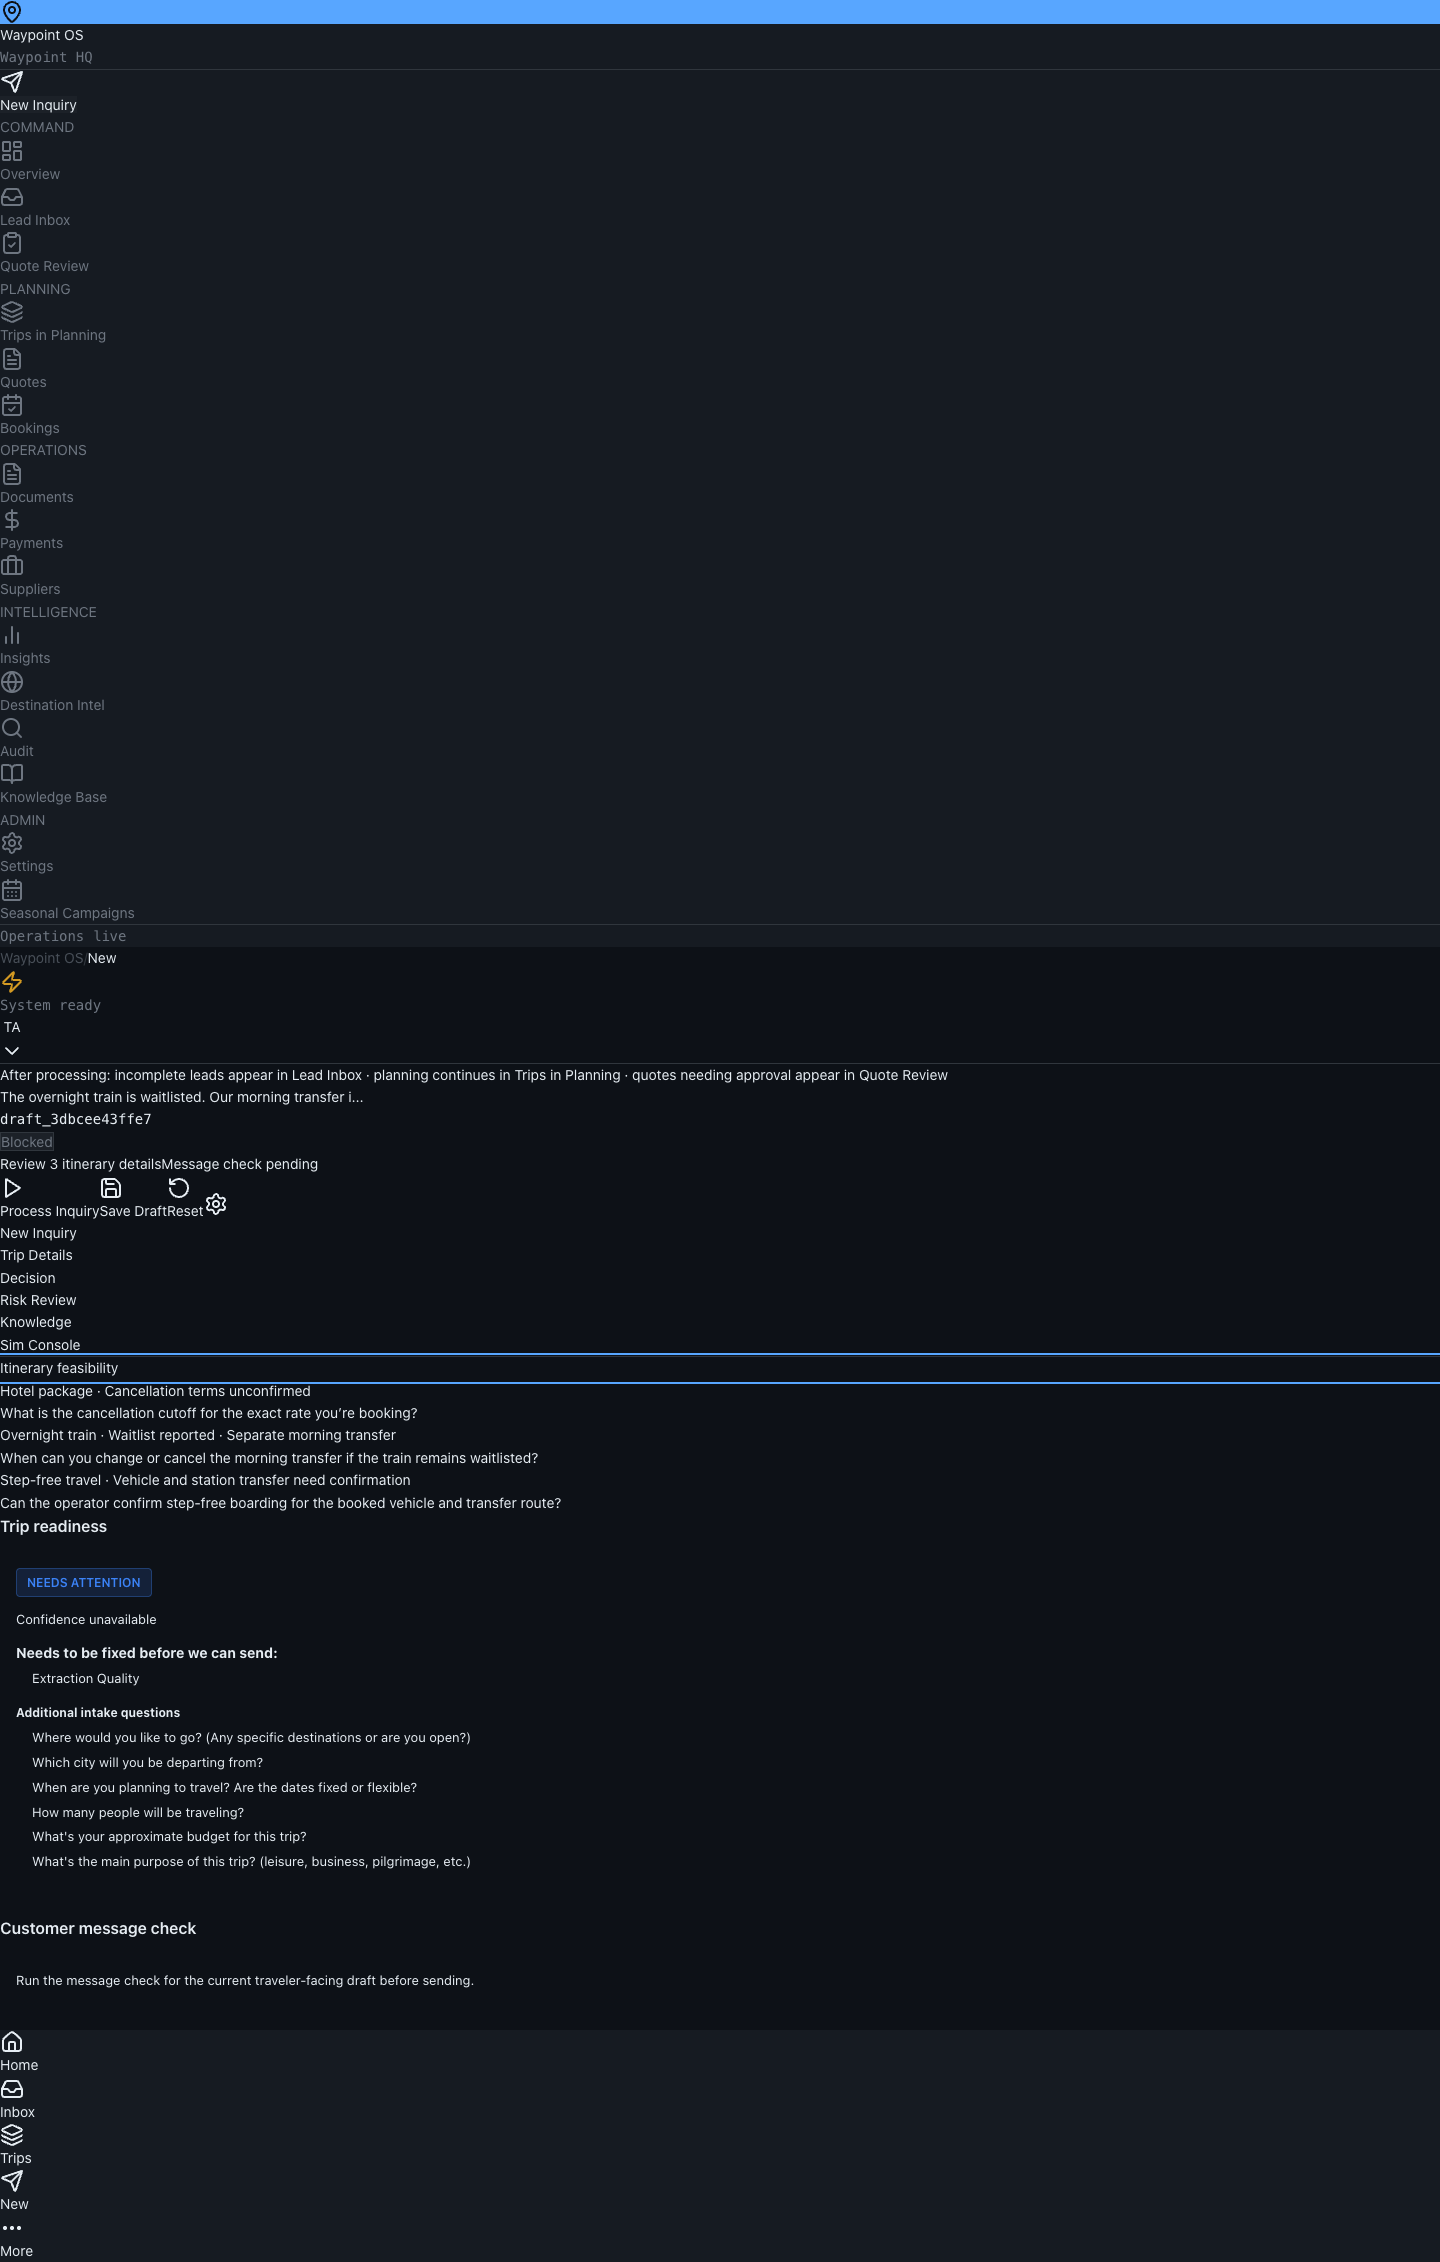 Waypoint OS
Waypoint HQ
New Inquiry
COMMAND
Overview
Lead Inbox
Quote Review
PLANNING
Trips in Planning
Quotes
Bookings
OPERATIONS
Documents
Payments
Suppliers
INTELLIGENCE
Insights
Destination Intel
Audit
Knowledge Base
ADMIN
Settings
Seasonal Campaigns
Operations live
Waypoint OS/New
System ready
TA
After processing: incomplete leads appear in Lead Inbox · planning continues in Trips in Planning · quotes needing approval appear in Quote Review
The overnight train is waitlisted. Our morning transfer i...
draft_3dbcee43ffe7
Blocked
Review 3 itinerary detailsMessage check pending
Process InquirySave DraftReset
New Inquiry
Trip Details
Decision
Risk Review
Knowledge
Sim Console
Itinerary feasibility
Hotel package · Cancellation terms unconfirmed
What is the cancellation cutoff for the exact rate you’re booking?
Overnight train · Waitlist reported · Separate morning transfer
When can you change or cancel the morning transfer if the train remains waitlisted?
Step-free travel · Vehicle and station transfer need confirmation
Can the operator confirm step-free boarding for the booked vehicle and transfer route?
Trip readiness
NEEDS ATTENTION
Confidence unavailable
Needs to be fixed before we can send:
Extraction Quality
Additional intake questions
Where would you like to go? (Any specific destinations or are you open?)
Which city will you be departing from?
When are you planning to travel? Are the dates fixed or flexible?
How many people will be traveling?
What's your approximate budget for this trip?
What's the main purpose of this trip? (leisure, business, pilgrimage, etc.)
Customer message check
Run the message check for the current traveler-facing draft before sending.
Home
Inbox
Trips
New
More